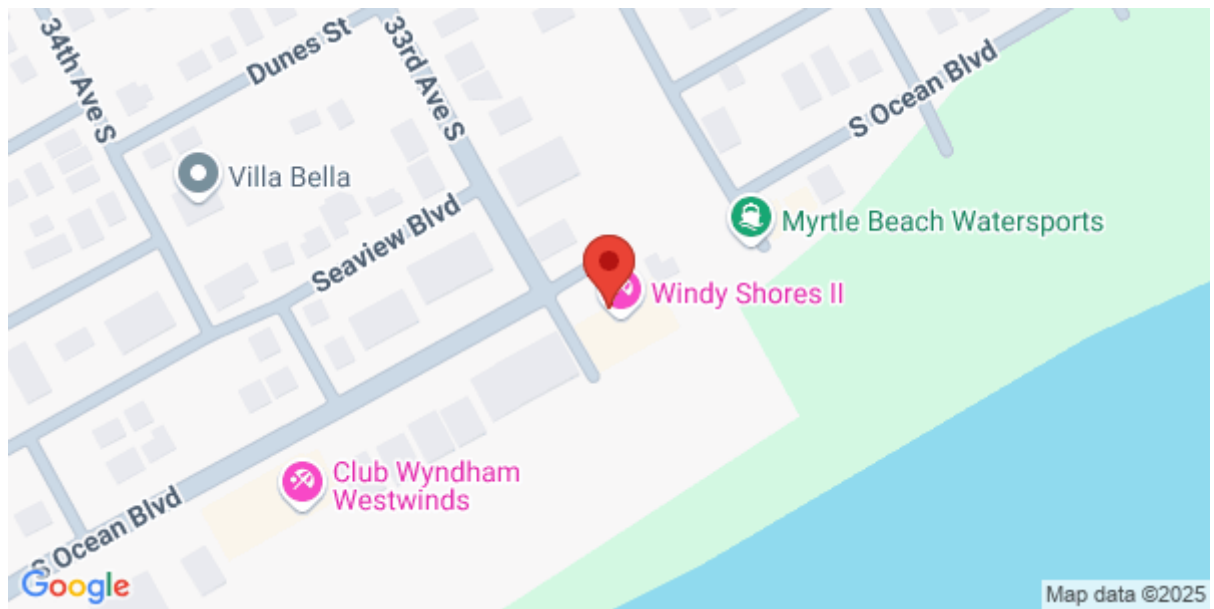 34th Ave S
Dunes St
33rd Ave S
S Ocean Blvd
Villa Bella
Seaview Blvd
Myrtle Beach Watersports
Windy Shores II
Club Wyndham
Westwinds
S Ocean Blvd
Google
Map data ©2025